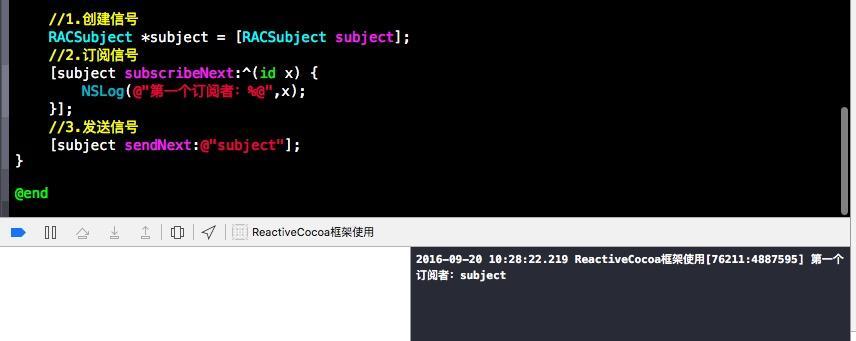 //1.创建信号
RACSubject *subject = [RACSubject subject];
//2.订阅信号
[subject subscribeNext:^(id x) {
NSLog(@"第一个订阅者：%@",x);
}];
//3.发送信号
[subject sendNext:@"subject"];
}
@end
ReactiveCocoa框架使用
2016-09-20 10:28:22.219 ReactiveCocoa框架使用[76211:4887595] 第一个
订阅者：subject